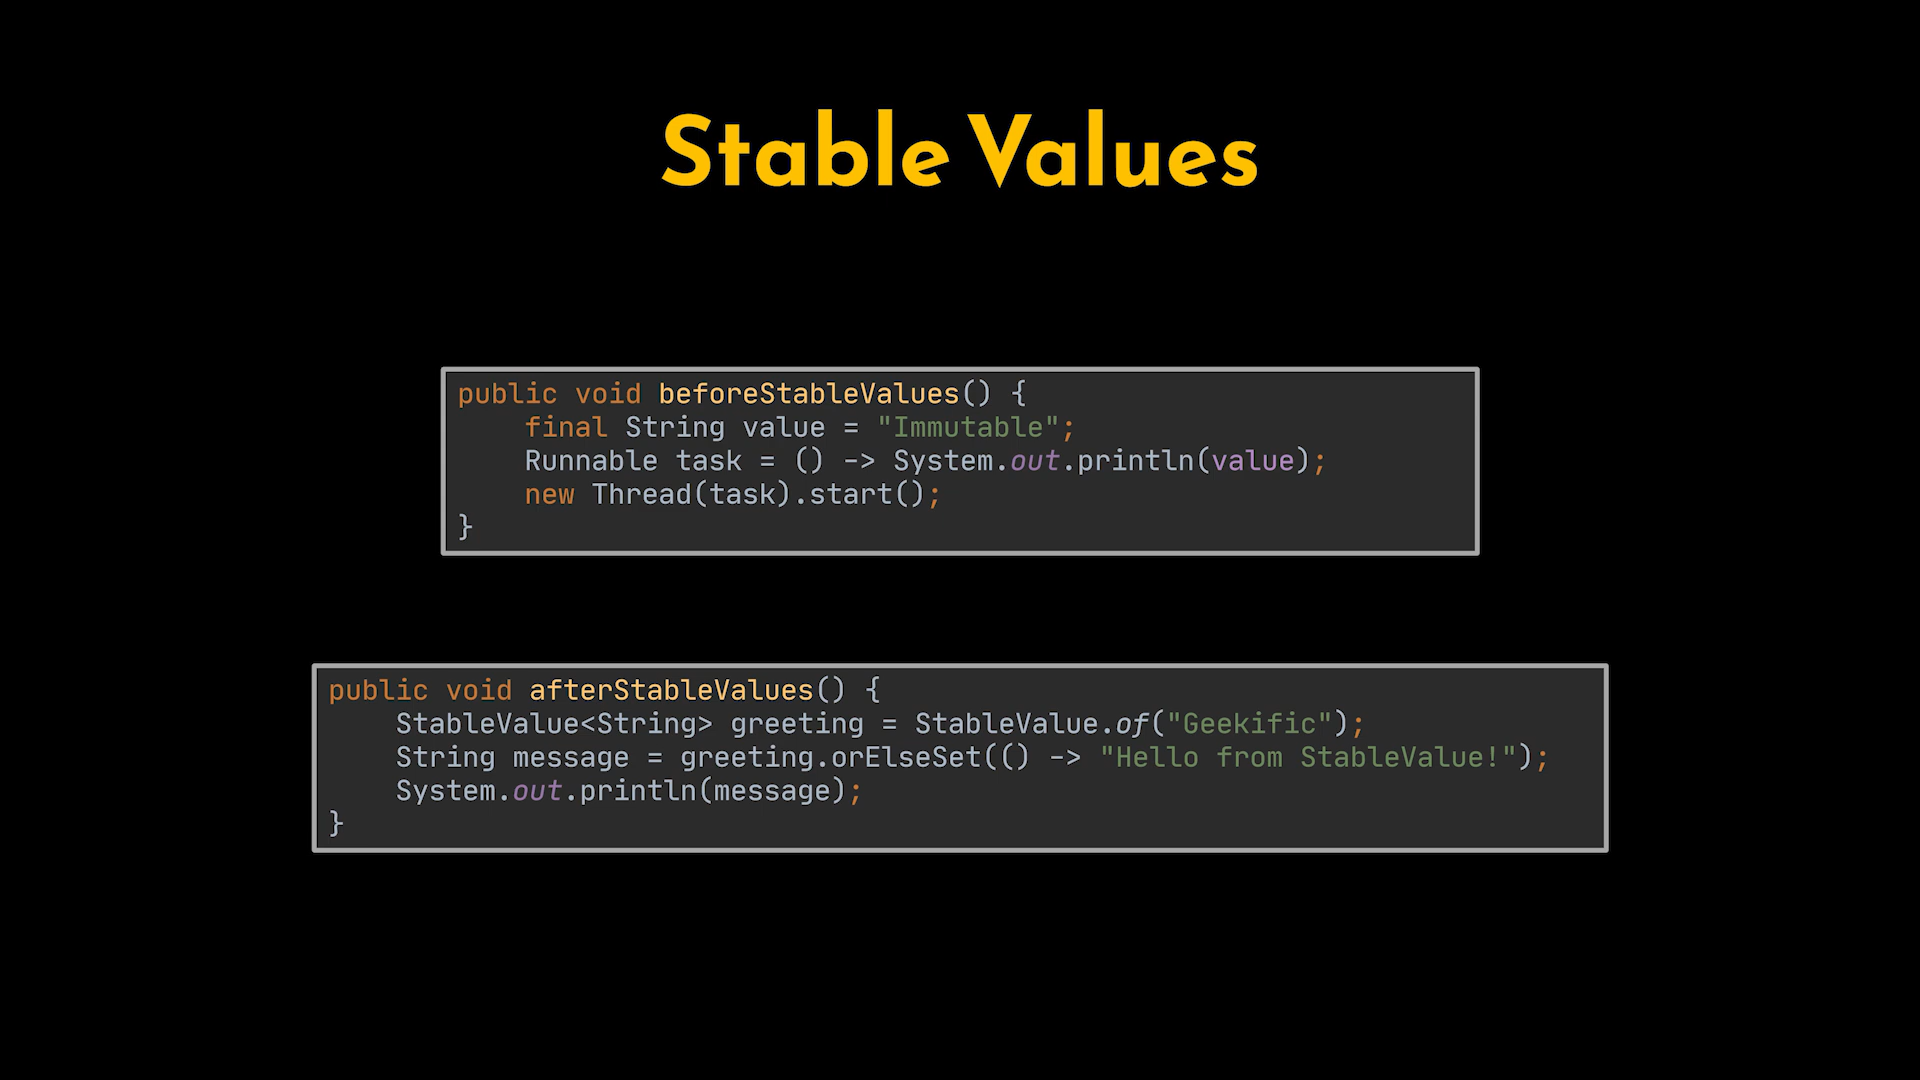 Stable Values
public void beforeStableValues() {
    final String value = "Immutable";
    Runnable task = () -> System.out.println(value);
    new Thread(task).start();
}
public void afterStableValues() {
    StableValue<String> greeting = StableValue.of("Geekific");
    String message = greeting.orElseSet(() -> "Hello from StableValue!");
    System.out.println(message);
}